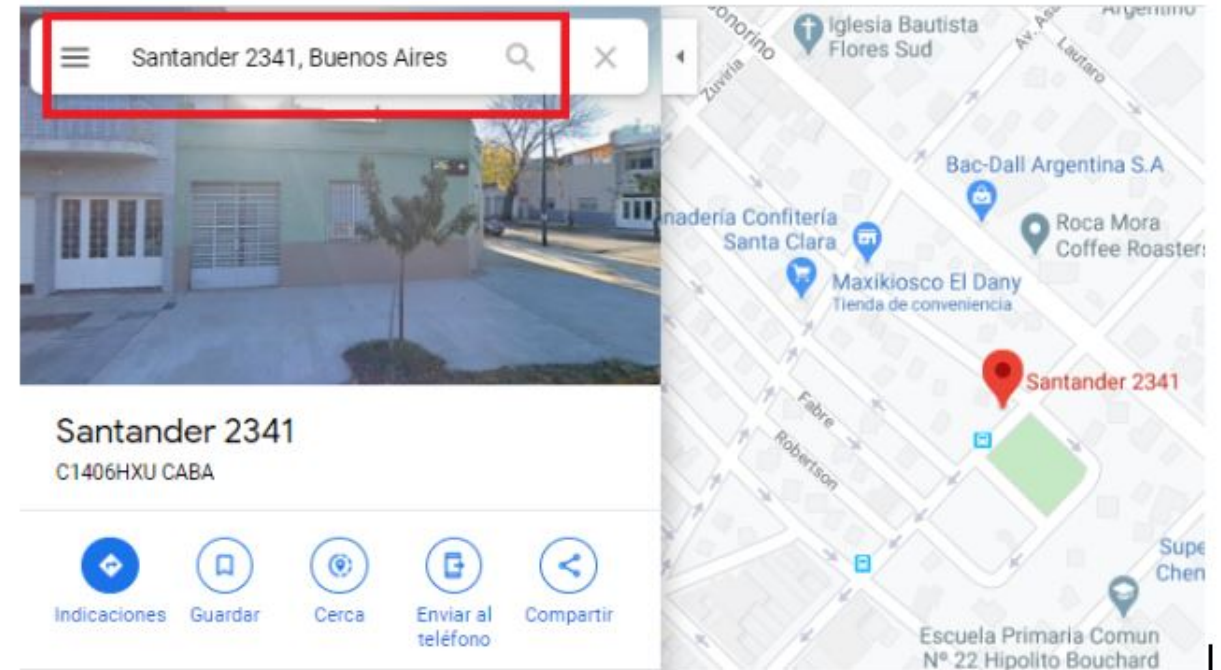 Santander 2341, Buenos Aires
Santander 2341
C1406HXU CABA
Indicaciones
Guardar
Cerca
Enviar al
teléfono
Compartir
Iglesia Bautista
Flores Sud
Zuviria
Lautaro
Bac-Dall Argentina S.A
Roca Mora
Coffee Roasters
Confitería
Santa Clara
Maxikiosco El Dany
Tienda de conveniencia
Santander 2341
Fabre
Robertson
Escuela Primaria Comun
Nº 22 Hipolito Bouchard